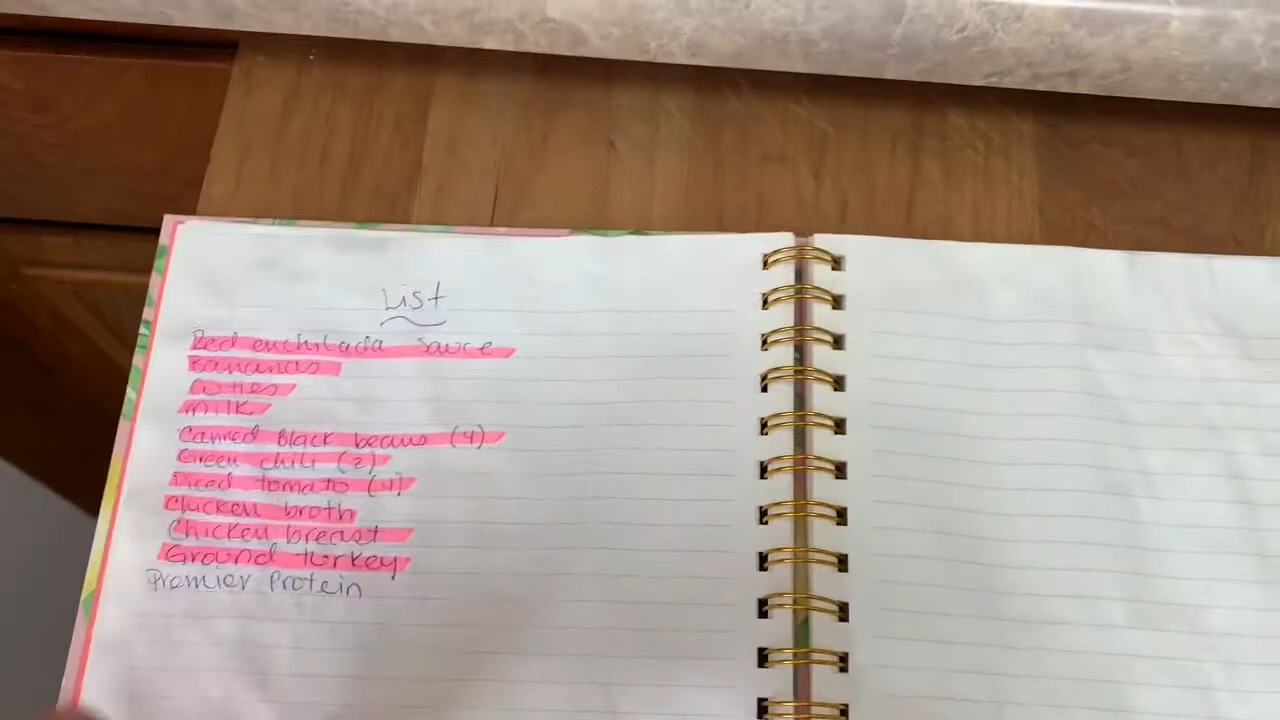 List
Red enchilada sauce
Bananas
Cuties
Milk
Canned Black beans (4)
Green chili (2)
Diced tomato (4)
Chicken broth
Chicken breast
Ground turkey
Premier Protein